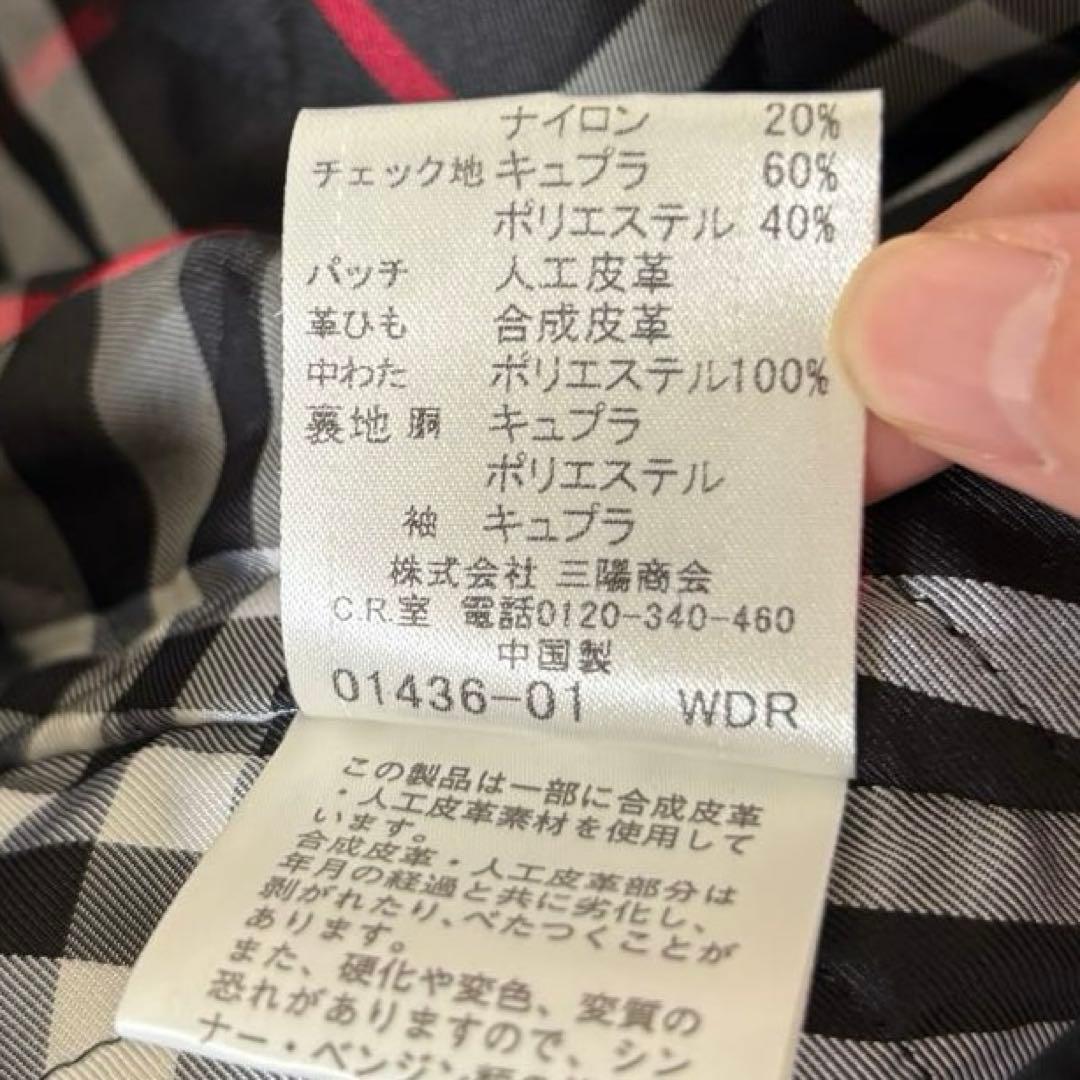 ナイロン 20%
チェック地 キュプラ 60%
ポリエステル 40%
パッチ 人工皮革
革ひも 合成皮革
中わた ポリエステル100%
裏地 胴 キュプラ
ポリエステル
袖 キュプラ
株式会社 三陽商会
C.R.室 電話0120-340-460
中国製
01436-01 WDR
この製品は一部に合成皮革
・人工皮革素材を使用して
います。
合成皮革・人工皮革部分は
年月の経過と共に劣化し、
剥がれたり、べたつくことが
あります。
また、硬化や変色、変質の
恐れがありますので、シン
ナー・ベンジン